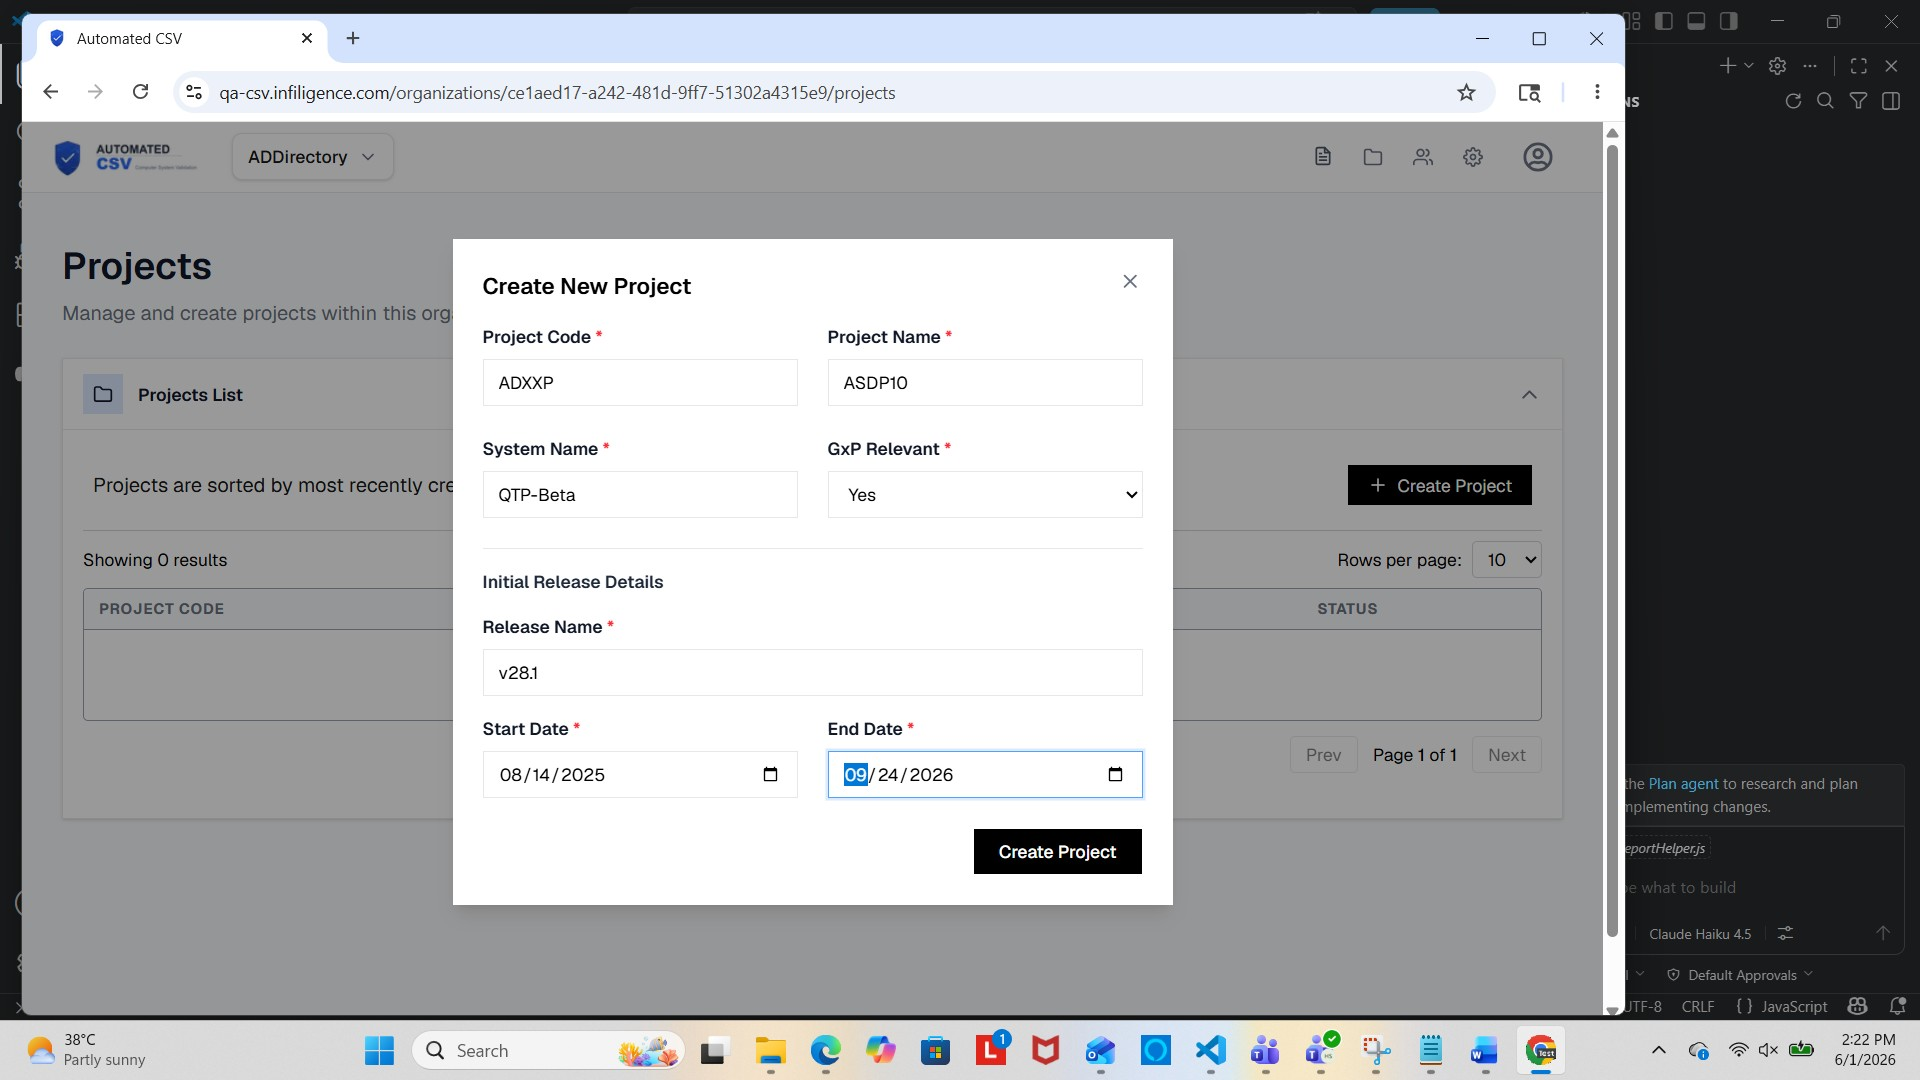 Automated CSV
qa-csv.infiligence.com/organizations/ce1aed17-a242-481d-9ff7-51302a4315e9/projects
AUTOMATED
CSV
ADDirectory
Projects
Manage and create projects within this org
Projects List
Projects are sorted by most recently cre
+ Create Project
Showing 0 results
Rows per page: 10
PROJECT CODE
STATUS
Prev
Page 1 of 1
Next
Create New Project
Project Code *
Project Name *
ADXXP
ASDP10
System Name *
GxP Relevant *
QTP-Beta
Yes
Initial Release Details
Release Name *
v28.1
Start Date *
End Date *
08/14/2025
09/24/2026
Create Project
NS
the Plan agent to research and plan
mplementing changes.
eportHelper.js
be what to build
Claude Haiku 4.5
Default Approvals
UTF-8
CRLF
{ } JavaScript
38°C
Partly sunny
Search
1
Test
2:22 PM
6/1/2026